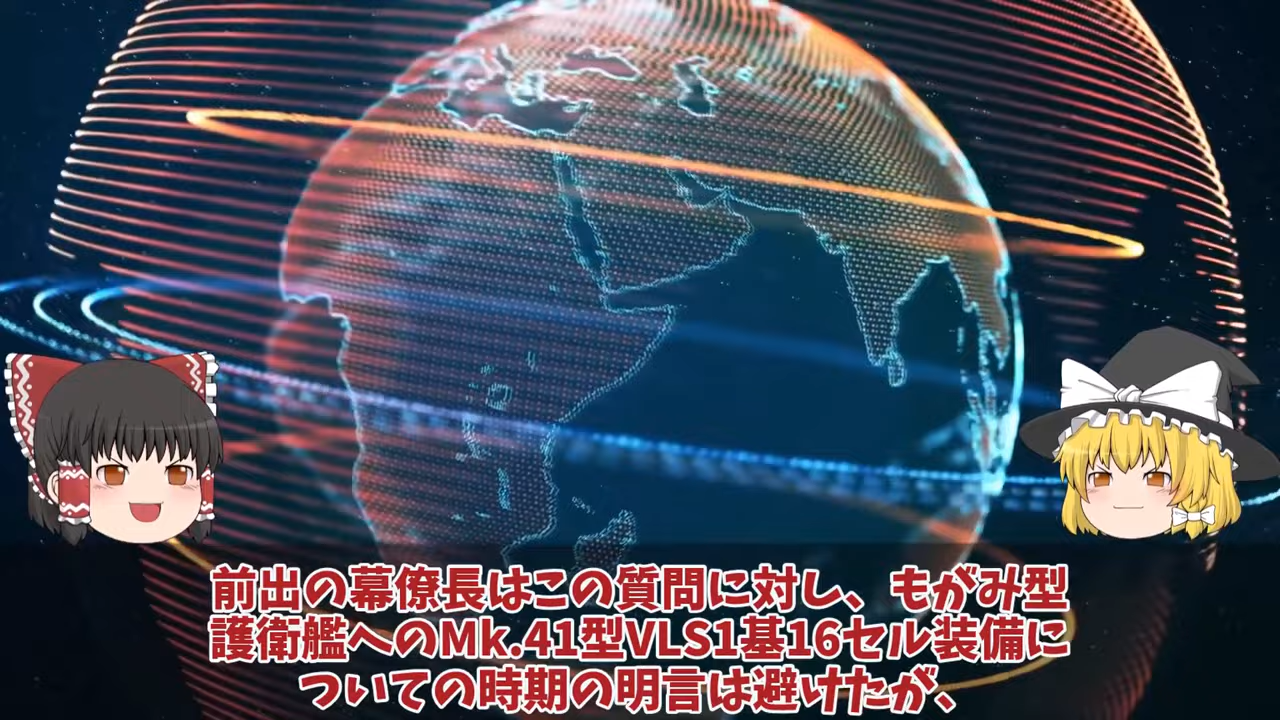 前出の幕僚長はこの質問に対し、もがみ型
護衛艦へのMk.41型VLS1基16セル装備に
ついての時期の明言は避けたが、